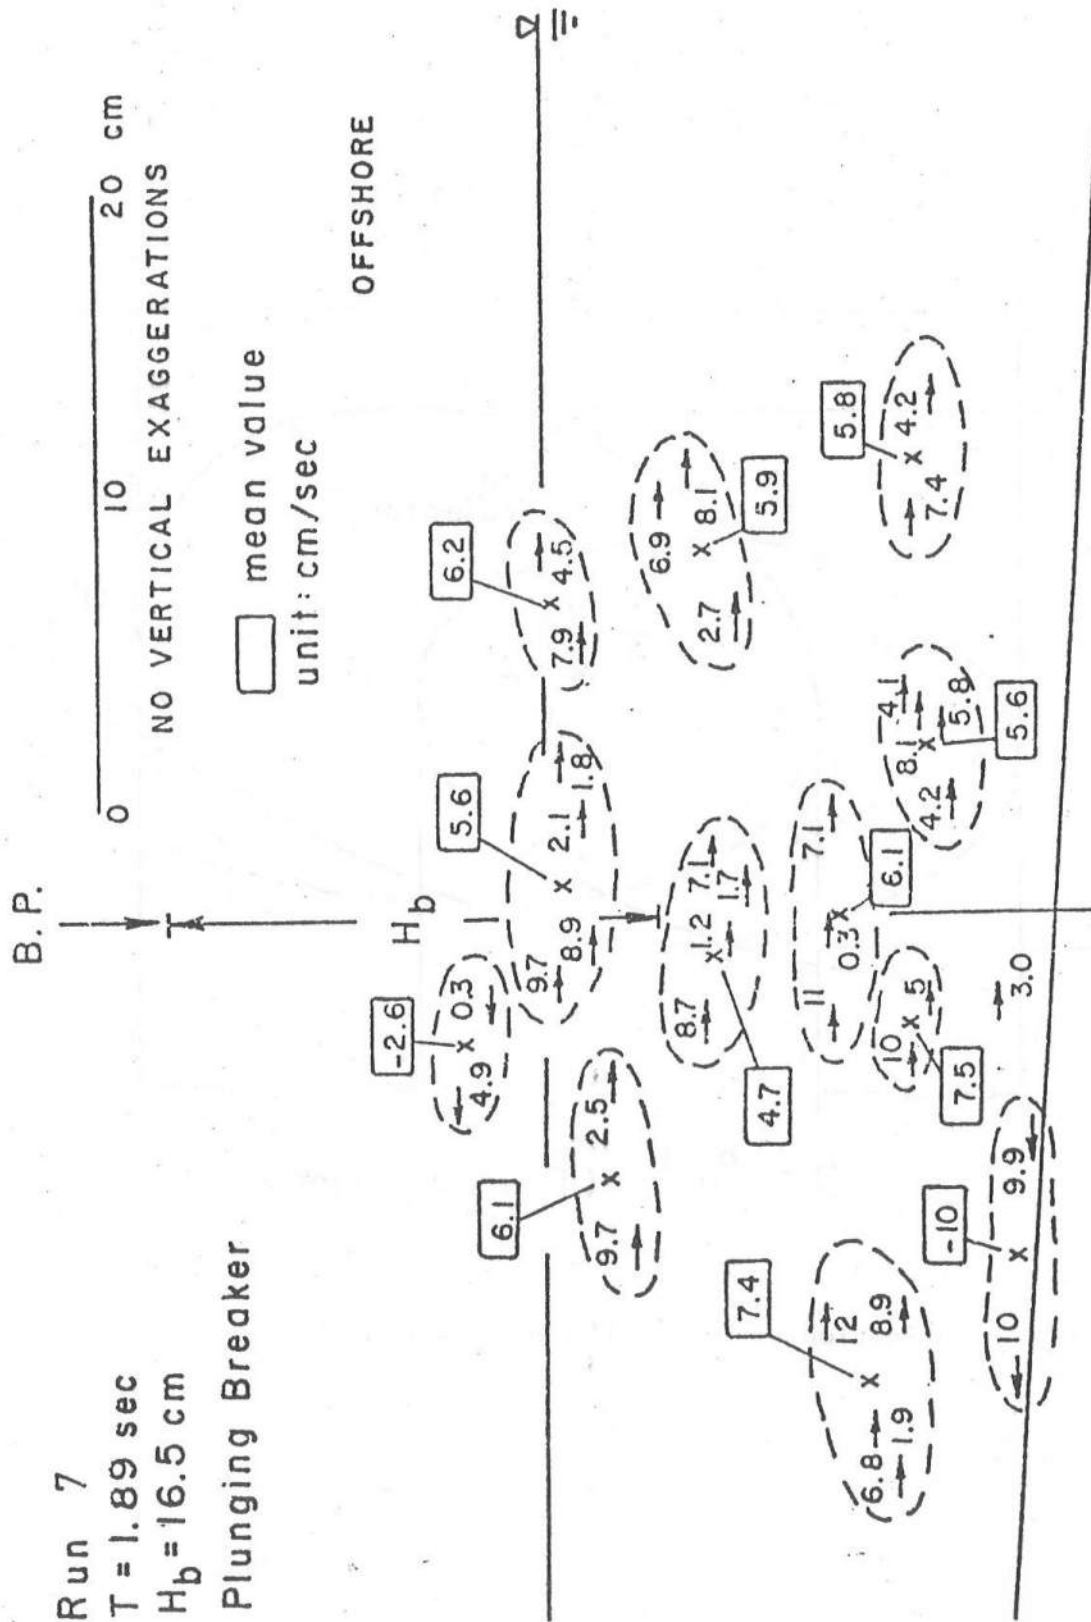 Run 7
T = 1.89 sec
Hb = 16.5 cm
Plunging Breaker
B. P.
0 10 20 cm
NO VERTICAL EXAGGERATIONS
mean value
unit: cm/sec
OFFSHORE
Hb
-2.6
4.9 0.3
5.6
9.7 8.9 2.1 1.8
6.2
7.9 4.5
6.1
9.7 2.5
8.7 1.2 7.1 1.7
4.7
6.9 2.7 8.1
5.9
7.4
12 6.8 1.9 8.9
11 0.3 7.1
6.1
10 5
7.5
4.1 8.1 4.2 5.8
5.6
5.8
7.4 4.2
-10
10 9.9
3.0